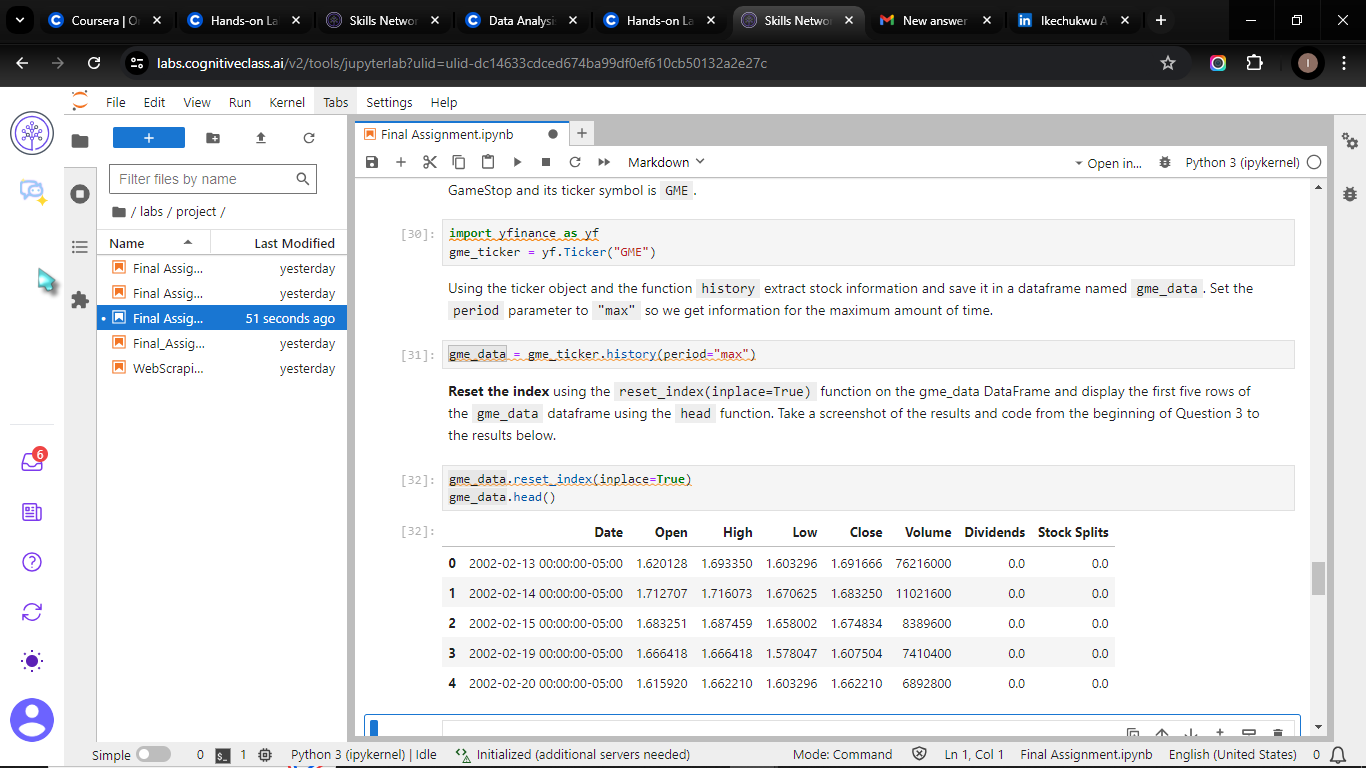 Coursera | O
Hands-on La
Skills Netwo
Data Analysi
Hands-on La
Skills Netwo
New answer
Ikechukwu A
labs.cognitiveclass.ai/v2/tools/jupyterlab?ulid=ulid-dc14633cdced674ba99df0ef610cb50132a2e27c
I
File Edit View Run Kernel Tabs Settings Help
Final Assignment.ipynb
Markdown
Open in...
Python 3 (ipykernel)
Filter files by name
/ labs / project /
Name Last Modified
Final Assig... yesterday
Final Assig... yesterday
Final Assig... 51 seconds ago
Final_Assig... yesterday
WebScrapi... yesterday
6
GameStop and its ticker symbol is GME .
[30]: import yfinance as yf
gme_ticker = yf.Ticker("GME")
Using the ticker object and the function history extract stock information and save it in a dataframe named gme_data . Set the
period parameter to "max" so we get information for the maximum amount of time.
[31]: gme_data = gme_ticker.history(period="max")
Reset the index using the reset_index(inplace=True) function on the gme_data DataFrame and display the first five rows of
the gme_data dataframe using the head function. Take a screenshot of the results and code from the beginning of Question 3 to
the results below.
[32]: gme_data.reset_index(inplace=True)
gme_data.head()
[32]: Date Open High Low Close Volume Dividends Stock Splits
0 2002-02-13 00:00:00-05:00 1.620128 1.693350 1.603296 1.691666 76216000 0.0 0.0
1 2002-02-14 00:00:00-05:00 1.712707 1.716073 1.670625 1.683250 11021600 0.0 0.0
2 2002-02-15 00:00:00-05:00 1.683251 1.687459 1.658002 1.674834 8389600 0.0 0.0
3 2002-02-19 00:00:00-05:00 1.666418 1.666418 1.578047 1.607504 7410400 0.0 0.0
4 2002-02-20 00:00:00-05:00 1.615920 1.662210 1.603296 1.662210 6892800 0.0 0.0
Simple 0 1 Python 3 (ipykernel) | Idle Initialized (additional servers needed) Mode: Command Ln 1, Col 1 Final Assignment.ipynb English (United States) 0